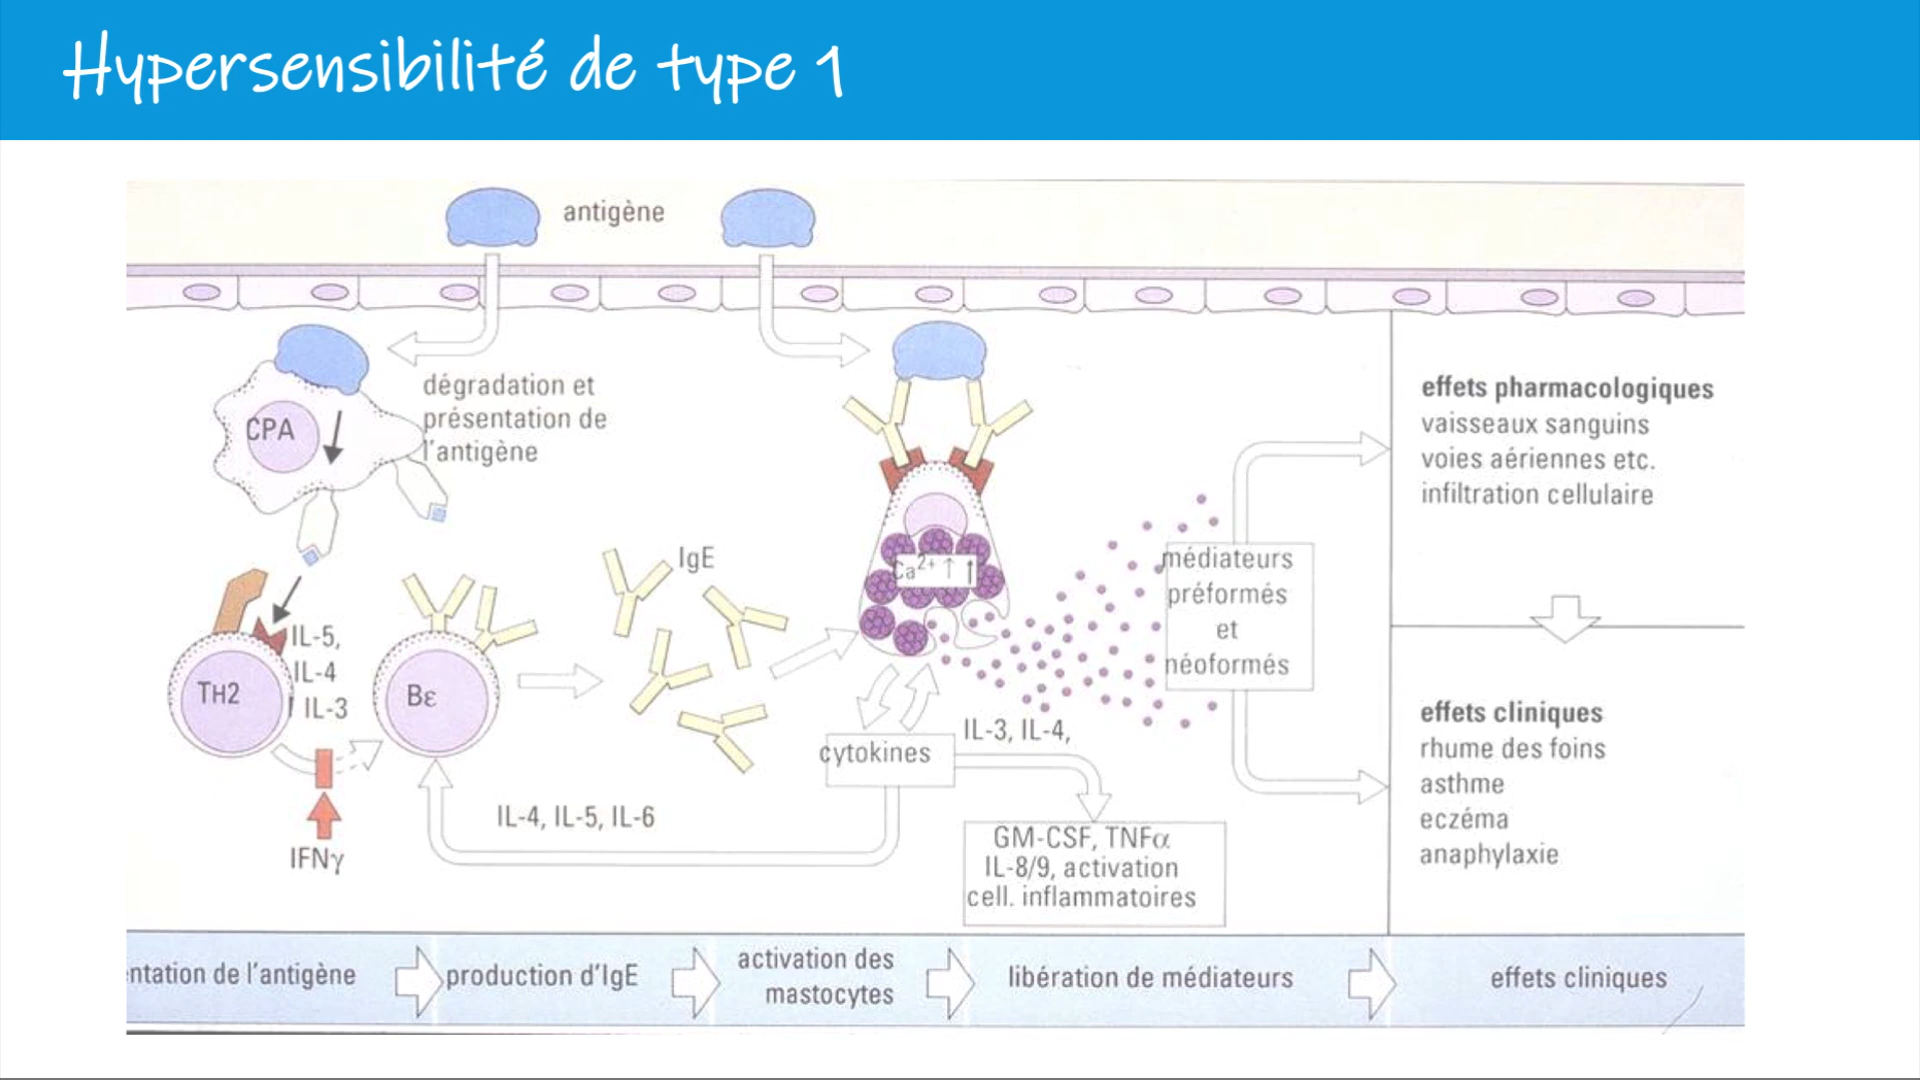 Hypersensibilité de type 1
antigène
dégradation et
présentation de
l'antigène
CPA
IgE
Ca²⁺ ↑ ↑
TH2
IL-5,
IL-4
IL-3
Bε
IFNγ
IL-4, IL-5, IL-6
cytokines
IL-3, IL-4,
GM-CSF, TNFα
IL-8/9, activation
cell. inflammatoires
médiateurs
préformés
et
néoformés
effets pharmacologiques
vaisseaux sanguins
voies aériennes etc.
infiltration cellulaire
effets cliniques
rhume des foins
asthme
eczéma
anaphylaxie
ntation de l'antigène
production d'IgE
activation des
mastocytes
libération de médiateurs
effets cliniques